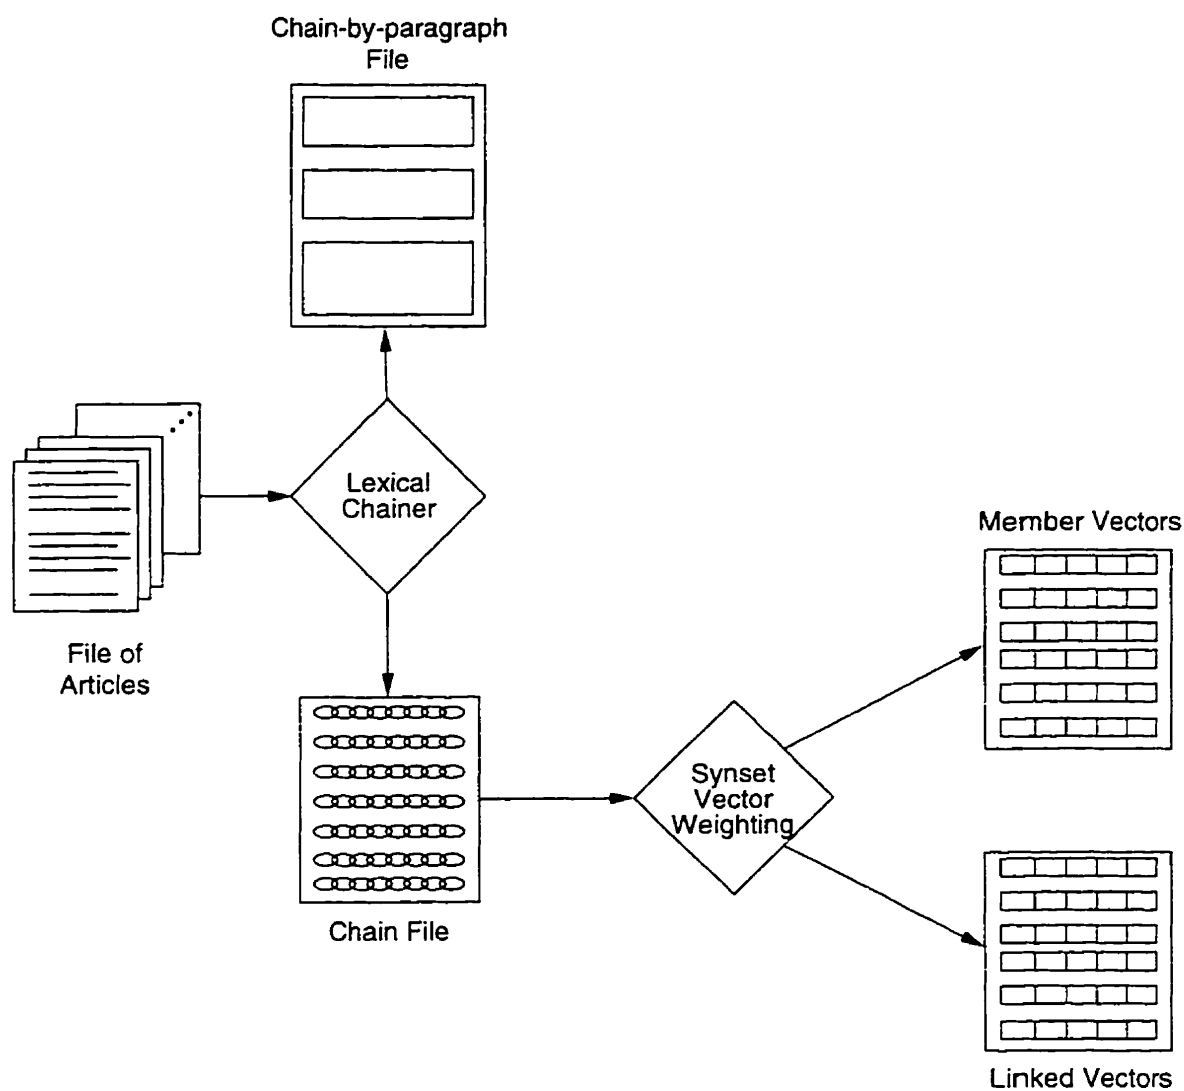 Chain-by-paragraph
File
Lexical
Chainer
File of
Articles
Member Vectors
Synset
Vector
Weighting
Chain File
Linked Vectors